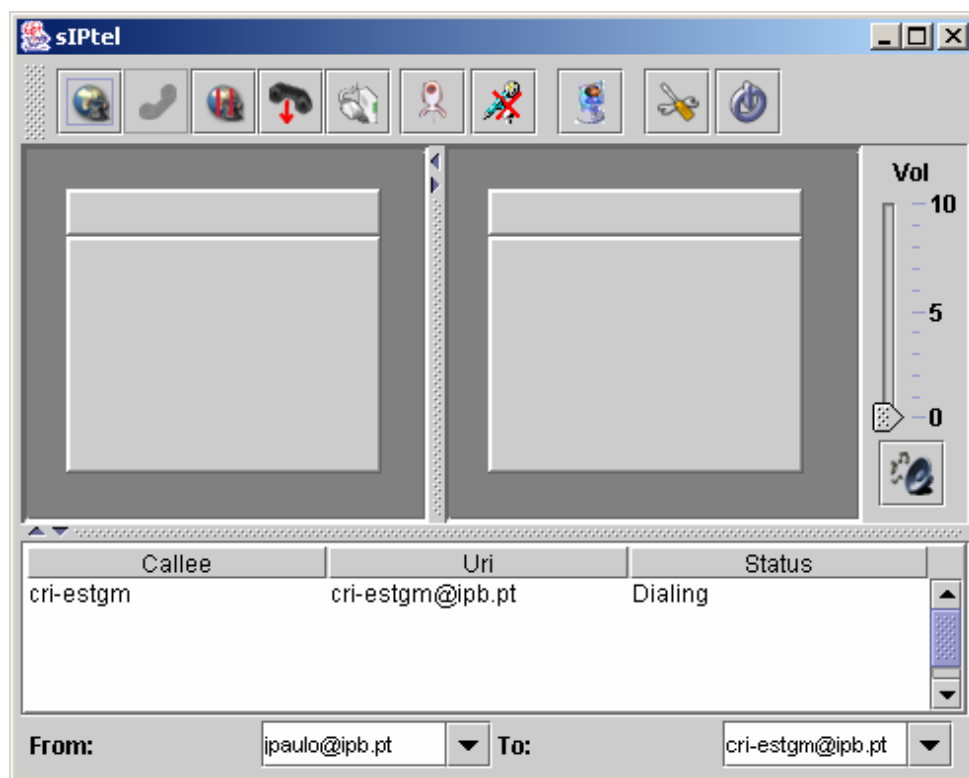 sIPtel
Vol
10
5
0
Callee Uri Status
cri-estgm cri-estgm@ipb.pt Dialing
From: jpaulo@ipb.pt To: cri-estgm@ipb.pt